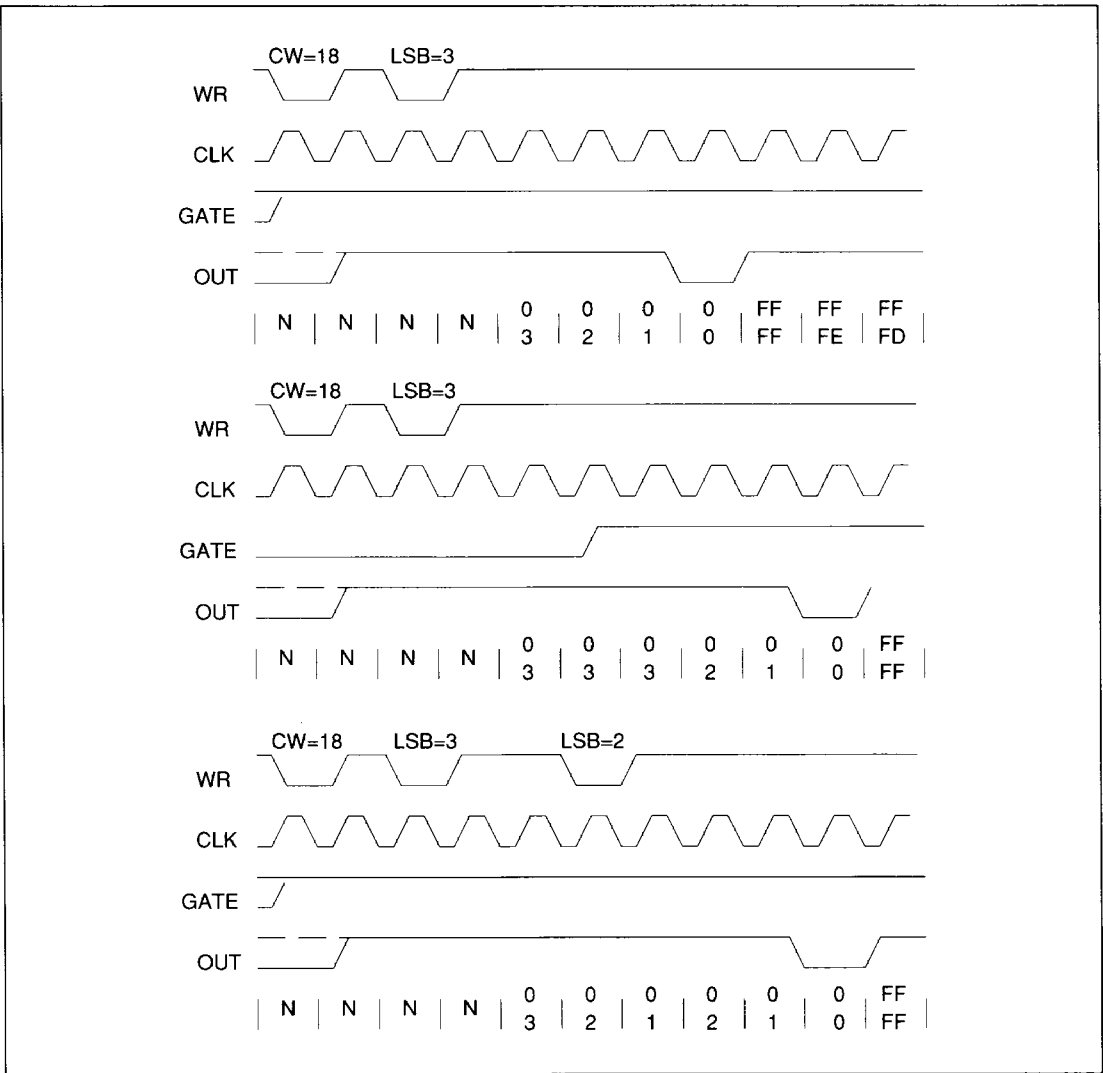 CW=18 LSB=3
WR
CLK
GATE
OUT
N N N N 0 0 0 0 FF FF FF
3 2 1 0 FF FE FD
CW=18 LSB=3
WR
CLK
GATE
OUT
N N N N 0 0 0 0 0 0 FF
3 3 3 2 1 0 FF
CW=18 LSB=3 LSB=2
WR
CLK
GATE
OUT
N N N N 0 0 0 0 0 0 FF
3 2 1 2 1 0 FF